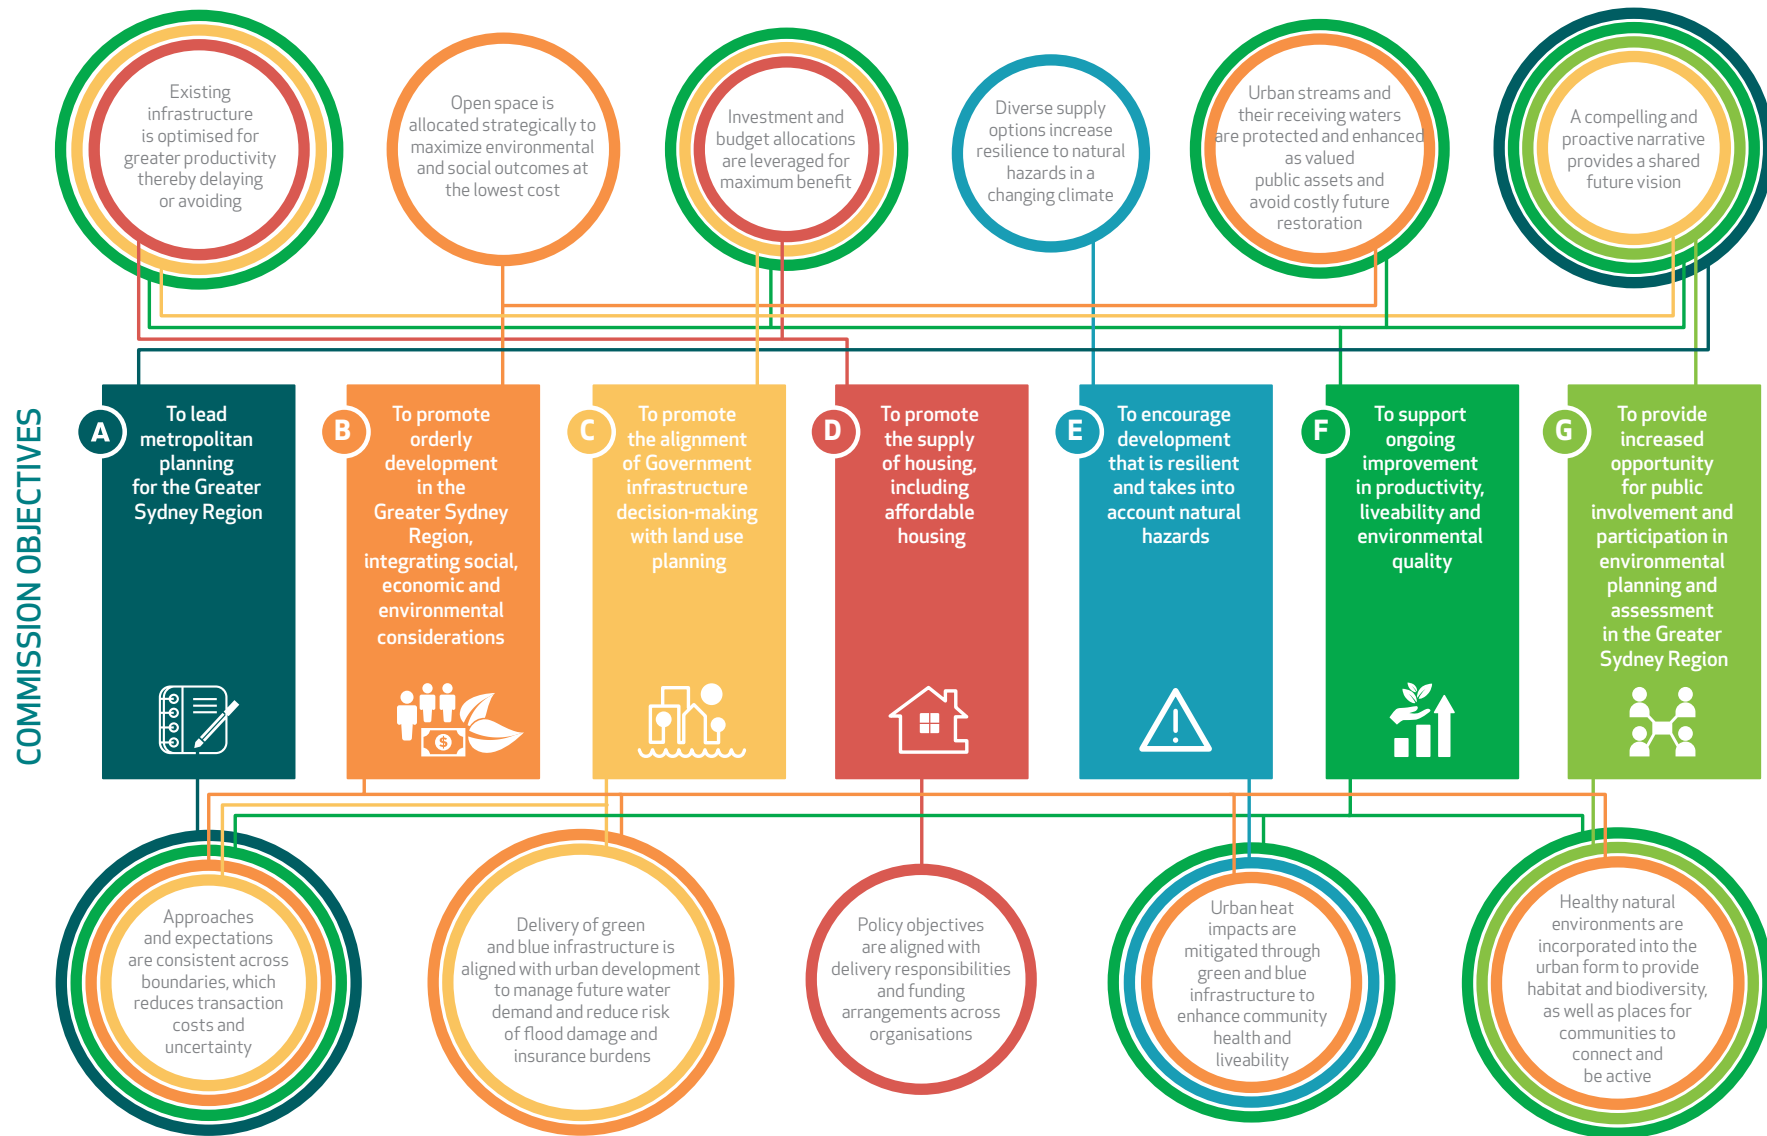 Existing
infrastructure
is optimised for
greater productivity
thereby delaying
or avoiding
Open space is
allocated strategically to
maximize environmental
and social outcomes at
the lowest cost
Investment and
budget allocations
are leveraged for
maximum benefit
Diverse supply
options increase
resilience to natural
hazards in a
changing climate
Urban streams and
their receiving waters
are protected and enhanced
as valued
public assets and
avoid costly future
restoration
A compelling and
proactive narrative
provides a shared
future vision
COMMISSION OBJECTIVES
A
To lead
metropolitan
planning
for the Greater
Sydney Region
B
To promote
orderly
development
in the
Greater Sydney
Region,
integrating social,
economic and
environmental
considerations
$
C
To promote
the alignment
of Government
infrastructure
decision-making
with land use
planning
D
To promote
the supply
of housing,
including
affordable
housing
E
To encourage
development
that is resilient
and takes into
account natural
hazards
!
F
To support
ongoing
improvement
in productivity,
liveability and
environmental
quality
G
To provide
increased
opportunity
for public
involvement and
participation in
environmental
planning and
assessment
in the Greater
Sydney Region
Approaches
and expectations
are consistent across
boundaries, which
reduces transaction
costs and
uncertainty
Delivery of green
and blue infrastructure is
aligned with urban development
to manage future water
demand and reduce risk
of flood damage and
insurance burdens
Policy objectives
are aligned with
delivery responsibilities
and funding
arrangements across
organisations
Urban heat
impacts are
mitigated through
green and blue
infrastructure to
enhance community
health and
liveability
Healthy natural
environments are
incorporated into the
urban form to provide
habitat and biodiversity,
as well as places for
communities to
connect and
be active